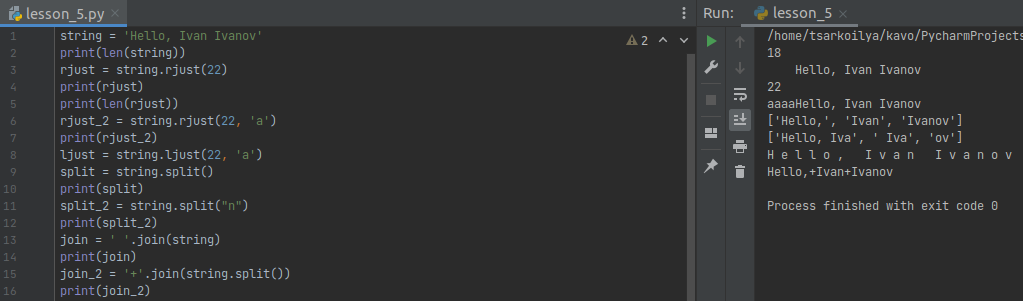 lesson_5.py
1 string = 'Hello, Ivan Ivanov'
2 print(len(string))
3 rjust = string.rjust(22)
4 print(rjust)
5 print(len(rjust))
6 rjust_2 = string.rjust(22, 'a')
7 print(rjust_2)
8 ljust = string.ljust(22, 'a')
9 split = string.split()
10 print(split)
11 split_2 = string.split("n")
12 print(split_2)
13 join = ' '.join(string)
14 print(join)
15 join_2 = '+'.join(string.split())
16 print(join_2)
2
Run: lesson_5
/home/tsarkoilya/kavo/PycharmProjects
18
    Hello, Ivan Ivanov
22
aaaaHello, Ivan Ivanov
['Hello,', 'Ivan', 'Ivanov']
['Hello, Iva', ' Iva', 'ov']
H e l l o ,   I v a n   I v a n o v
Hello,+Ivan+Ivanov
Process finished with exit code 0